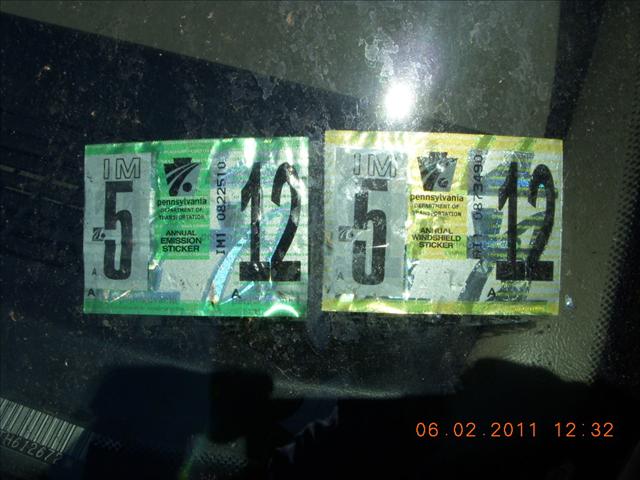 IM
5
pennsylvania
DEPARTMENT OF
TRANSPORTATION
ANNUAL
EMISSION
STICKER
IM1 0822510
12
A
A
A
IM
5
pennsylvania
DEPARTMENT OF
TRANSPORTATION
ANNUAL
WINDSHIELD
STICKER
12
A
A
A
06.02.2011 12:32